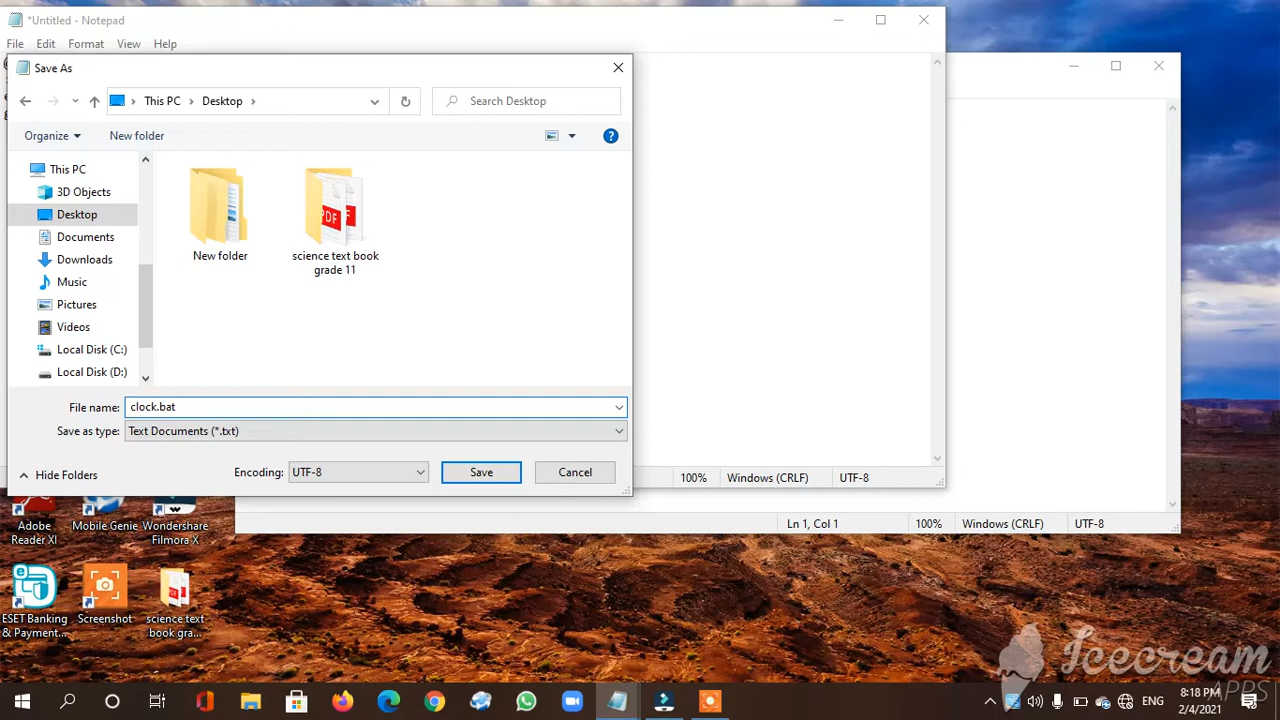 *Untitled - Notepad
File Edit Format View Help
Save As
This PC Desktop
Search Desktop
Organize New folder
This PC
3D Objects
Desktop
Documents
Downloads
Music
Pictures
Videos
Local Disk (C:)
Local Disk (D:)
New folder
science text book
grade 11
PDF
File name: clock.bat
Save as type: Text Documents (*.txt)
Hide Folders
Encoding: UTF-8
Save
Cancel
100% Windows (CRLF) UTF-8
Ln 1, Col 1 100% Windows (CRLF) UTF-8
Adobe
Reader XI
Mobile.Genie
Wondershare
Filmora X
ESET Banking
& Payment...
Screenshot
science text
book gra...
Icecream
APPS
ENG
8:18 PM
2/4/2021